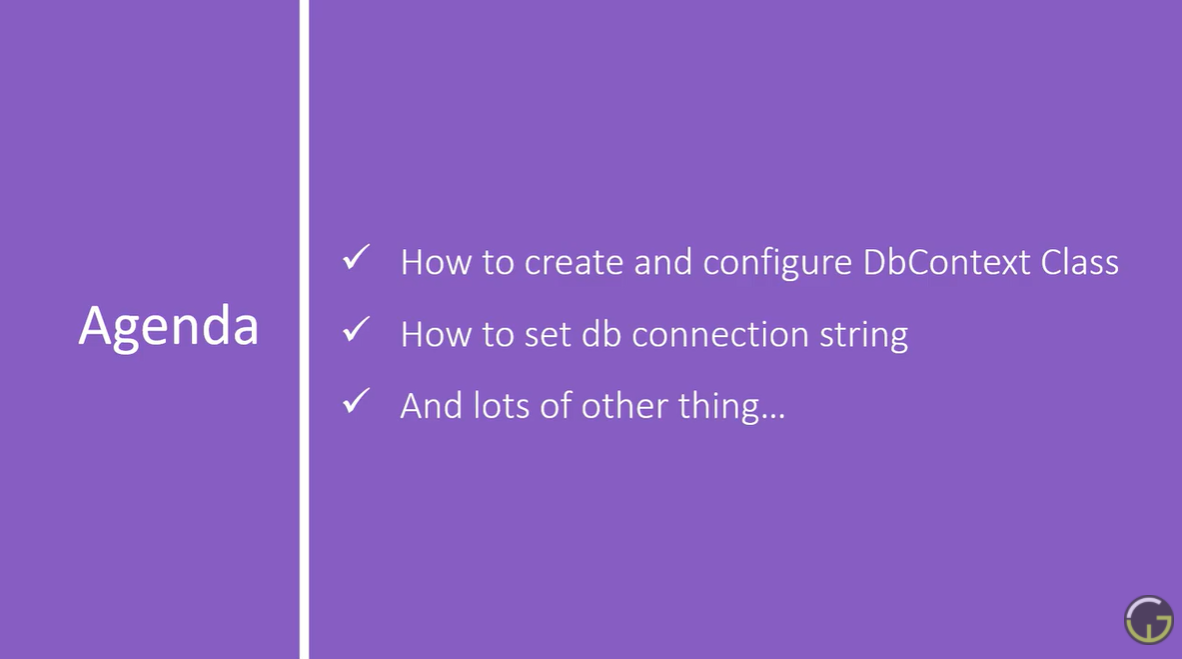 Agenda
✓ How to create and configure DbContext Class
✓ How to set db connection string
✓ And lots of other thing...